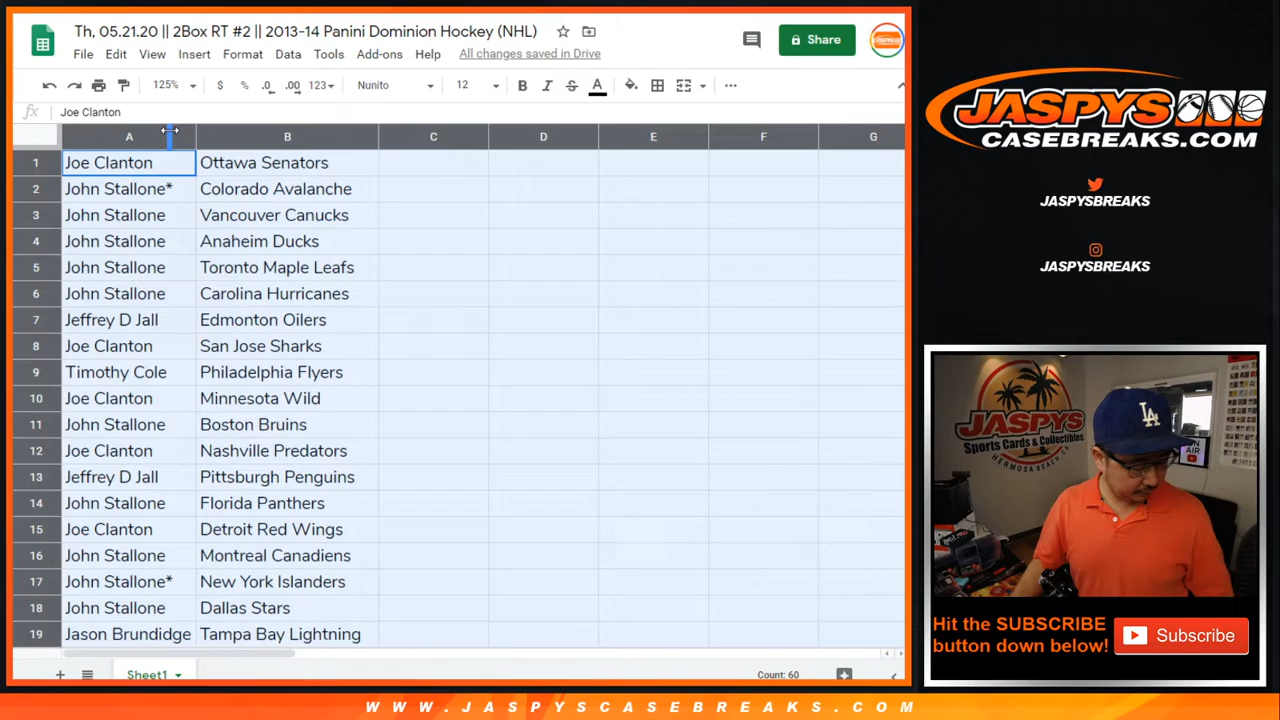 Th, 05.21.20 || 2Box RT #2 || 2013-14 Panini Dominion Hockey (NHL)
File Edit View Insert Format Data Tools Add-ons Help All changes saved in Drive
Share
125% $ % .0 .00 123 Nunito 12 B I S A
fx Joe Clanton
A B C D E F G
1 Joe Clanton Ottawa Senators
2 John Stallone* Colorado Avalanche
3 John Stallone Vancouver Canucks
4 John Stallone Anaheim Ducks
5 John Stallone Toronto Maple Leafs
6 John Stallone Carolina Hurricanes
7 Jeffrey D Jall Edmonton Oilers
8 Joe Clanton San Jose Sharks
9 Timothy Cole Philadelphia Flyers
10 Joe Clanton Minnesota Wild
11 John Stallone Boston Bruins
12 Joe Clanton Nashville Predators
13 Jeffrey D Jall Pittsburgh Penguins
14 John Stallone Florida Panthers
15 Joe Clanton Detroit Red Wings
16 John Stallone Montreal Canadiens
17 John Stallone* New York Islanders
18 John Stallone Dallas Stars
19 Jason Brundidge Tampa Bay Lightning
Sheet1
Count: 60
JASPYS
CASEBREAKS.COM
JASPYSBREAKS
JASPYSBREAKS
JASPYS
Sports Cards & Collectibles
HERMOSA BEACH, CA
LA
ON AIR
Hit the SUBSCRIBE
button down below!
Subscribe
WWW.JASPYSCASEBREAKS.COM